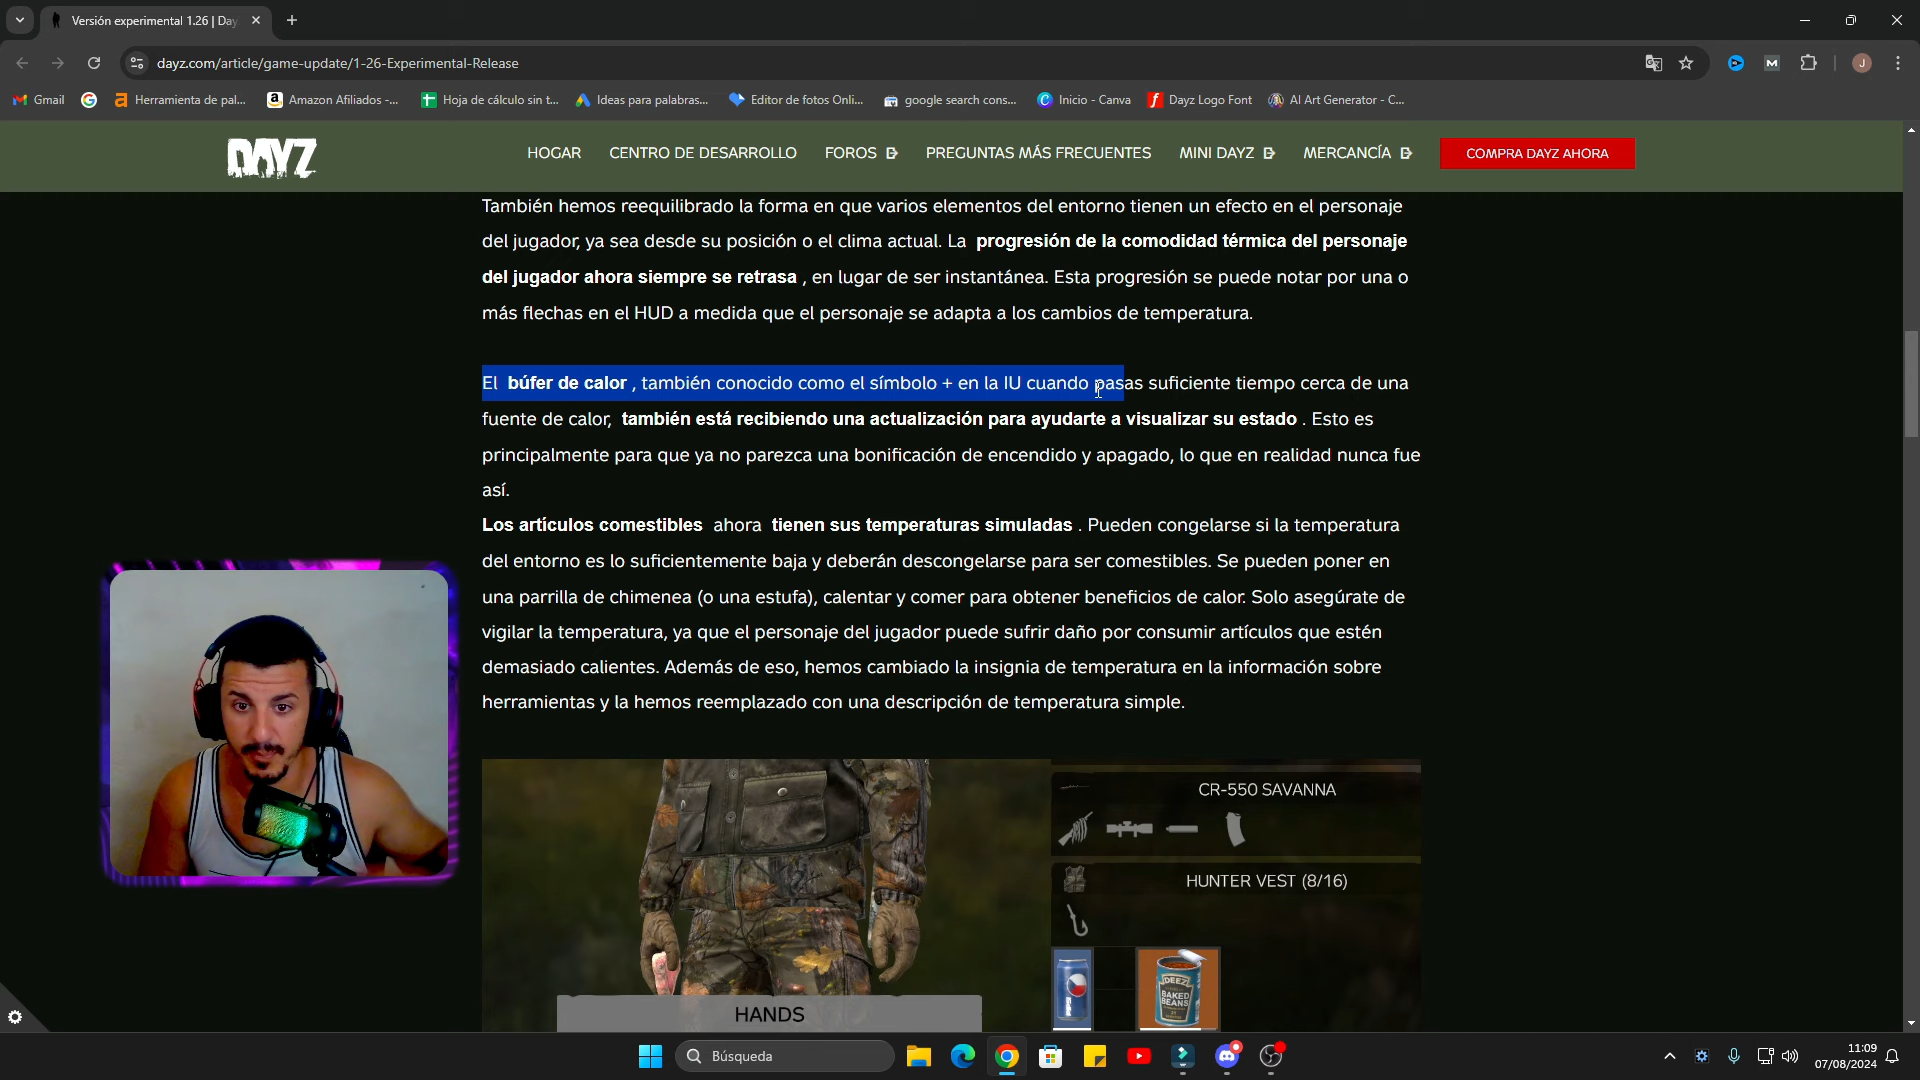 Versión experimental 1.26 | Day
dayz.com/article/game-update/1-26-Experimental-Release
J
Gmail
Herramienta de pal...
Amazon Afiliados -...
Hoja de cálculo sin t...
Ideas para palabras...
Editor de fotos Onli...
google search cons...
Inicio - Canva
Dayz Logo Font
AI Art Generator - C...
DAYZ
HOGAR
CENTRO DE DESARROLLO
FOROS
PREGUNTAS MÁS FRECUENTES
MINI DAYZ
MERCANCÍA
COMPRA DAYZ AHORA
También hemos reequilibrado la forma en que varios elementos del entorno tienen un efecto en el personaje
del jugador, ya sea desde su posición o el clima actual. La progresión de la comodidad térmica del personaje
del jugador ahora siempre se retrasa , en lugar de ser instantánea. Esta progresión se puede notar por una o
más flechas en el HUD a medida que el personaje se adapta a los cambios de temperatura.
El búfer de calor , también conocido como el símbolo + en la IU cuando pasas suficiente tiempo cerca de una
fuente de calor, también está recibiendo una actualización para ayudarte a visualizar su estado . Esto es
principalmente para que ya no parezca una bonificación de encendido y apagado, lo que en realidad nunca fue
así.
Los artículos comestibles ahora tienen sus temperaturas simuladas . Pueden congelarse si la temperatura
del entorno es lo suficientemente baja y deberán descongelarse para ser comestibles. Se pueden poner en
una parrilla de chimenea (o una estufa), calentar y comer para obtener beneficios de calor. Solo asegúrate de
vigilar la temperatura, ya que el personaje del jugador puede sufrir daño por consumir artículos que estén
demasiado calientes. Además de eso, hemos cambiado la insignia de temperatura en la información sobre
herramientas y la hemos reemplazado con una descripción de temperatura simple.
CR-550 SAVANNA
HUNTER VEST (8/16)
DEEZ
BAKED
BEANS
HANDS
Búsqueda
11:09
07/08/2024